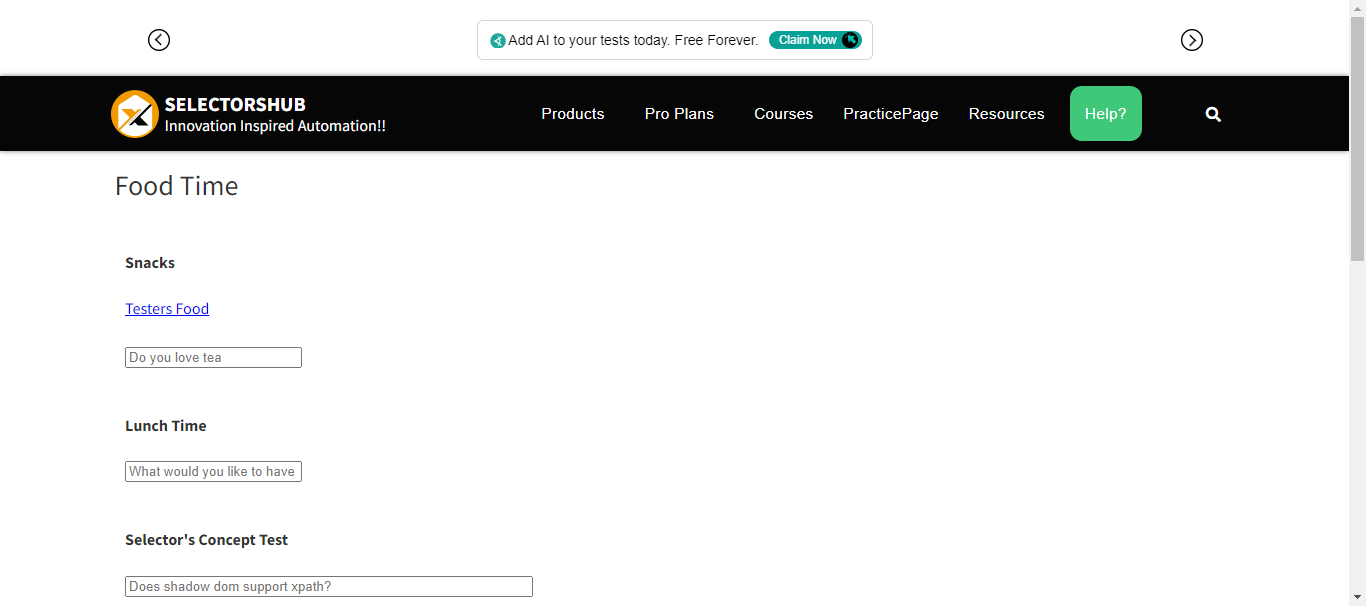 Add AI to your tests today. Free Forever. Claim Now
SELECTORSHUB
Innovation Inspired Automation!!
Products Pro Plans Courses PracticePage Resources Help?
Food Time
Snacks
Testers Food
Do you love tea
Lunch Time
What would you like to have
Selector's Concept Test
Does shadow dom support xpath?